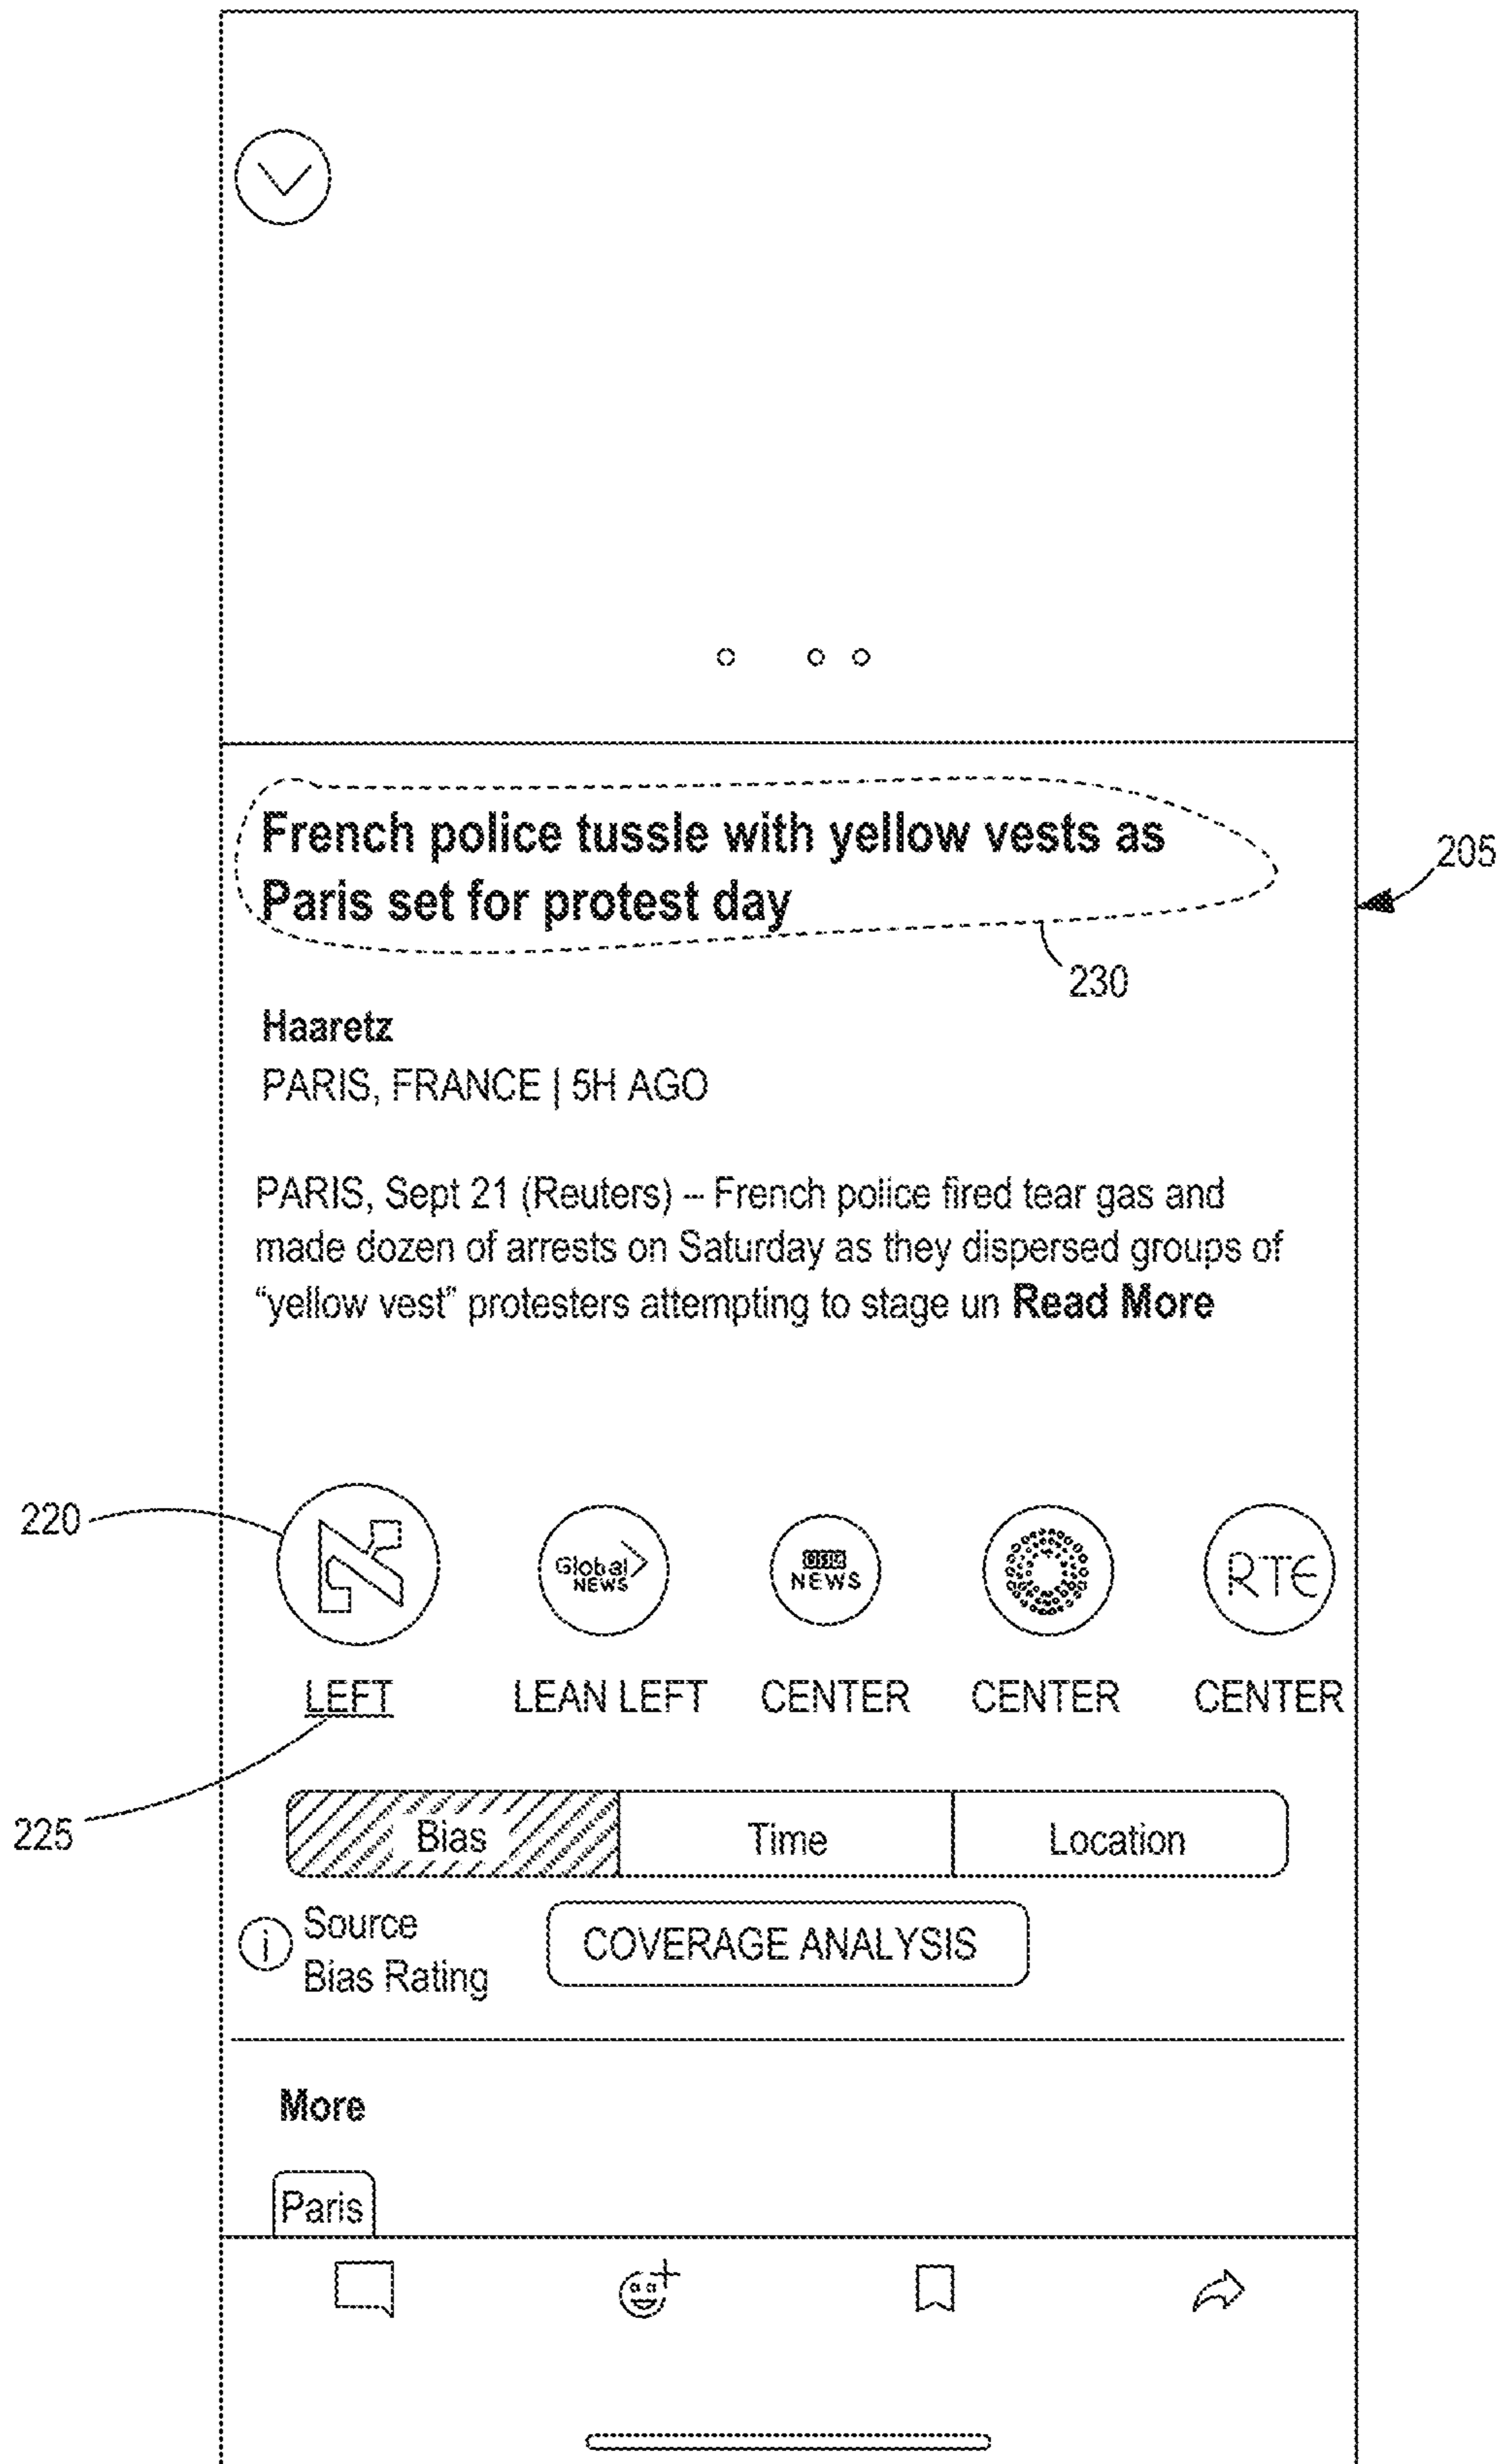 French police tussle with yellow vests as
Paris set for protest day
205
230
Haaretz
PARIS, FRANCE | 5H AGO
PARIS, Sept 21 (Reuters) -- French police fired tear gas and
made dozen of arrests on Saturday as they dispersed groups of
“yellow vest” protesters attempting to stage un Read More
220
Global NEWS
NEWS
RTE
LEFT LEAN LEFT CENTER CENTER CENTER
225
Bias Time Location
i Source
Bias Rating
COVERAGE ANALYSIS
More
Paris